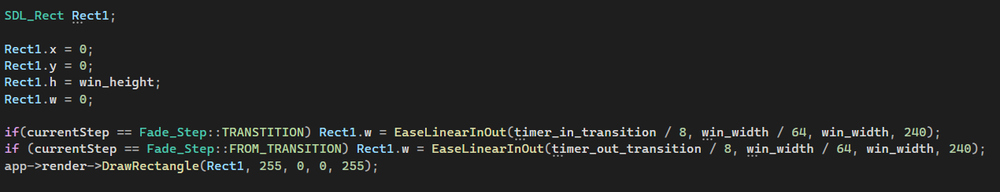 SDL_Rect Rect1;
Rect1.x = 0;
Rect1.y = 0;
Rect1.h = win_height;
Rect1.w = 0;
if(currentStep == Fade_Step::TRANSTITION) Rect1.w = EaseLinearInOut(timer_in_transition / 8, win_width / 64, win_width, 240);
if (currentStep == Fade_Step::FROM_TRANSITION) Rect1.w = EaseLinearInOut(timer_out_transition / 8, win_width / 64, win_width, 240);
app->render->DrawRectangle(Rect1, 255, 0, 0, 255);